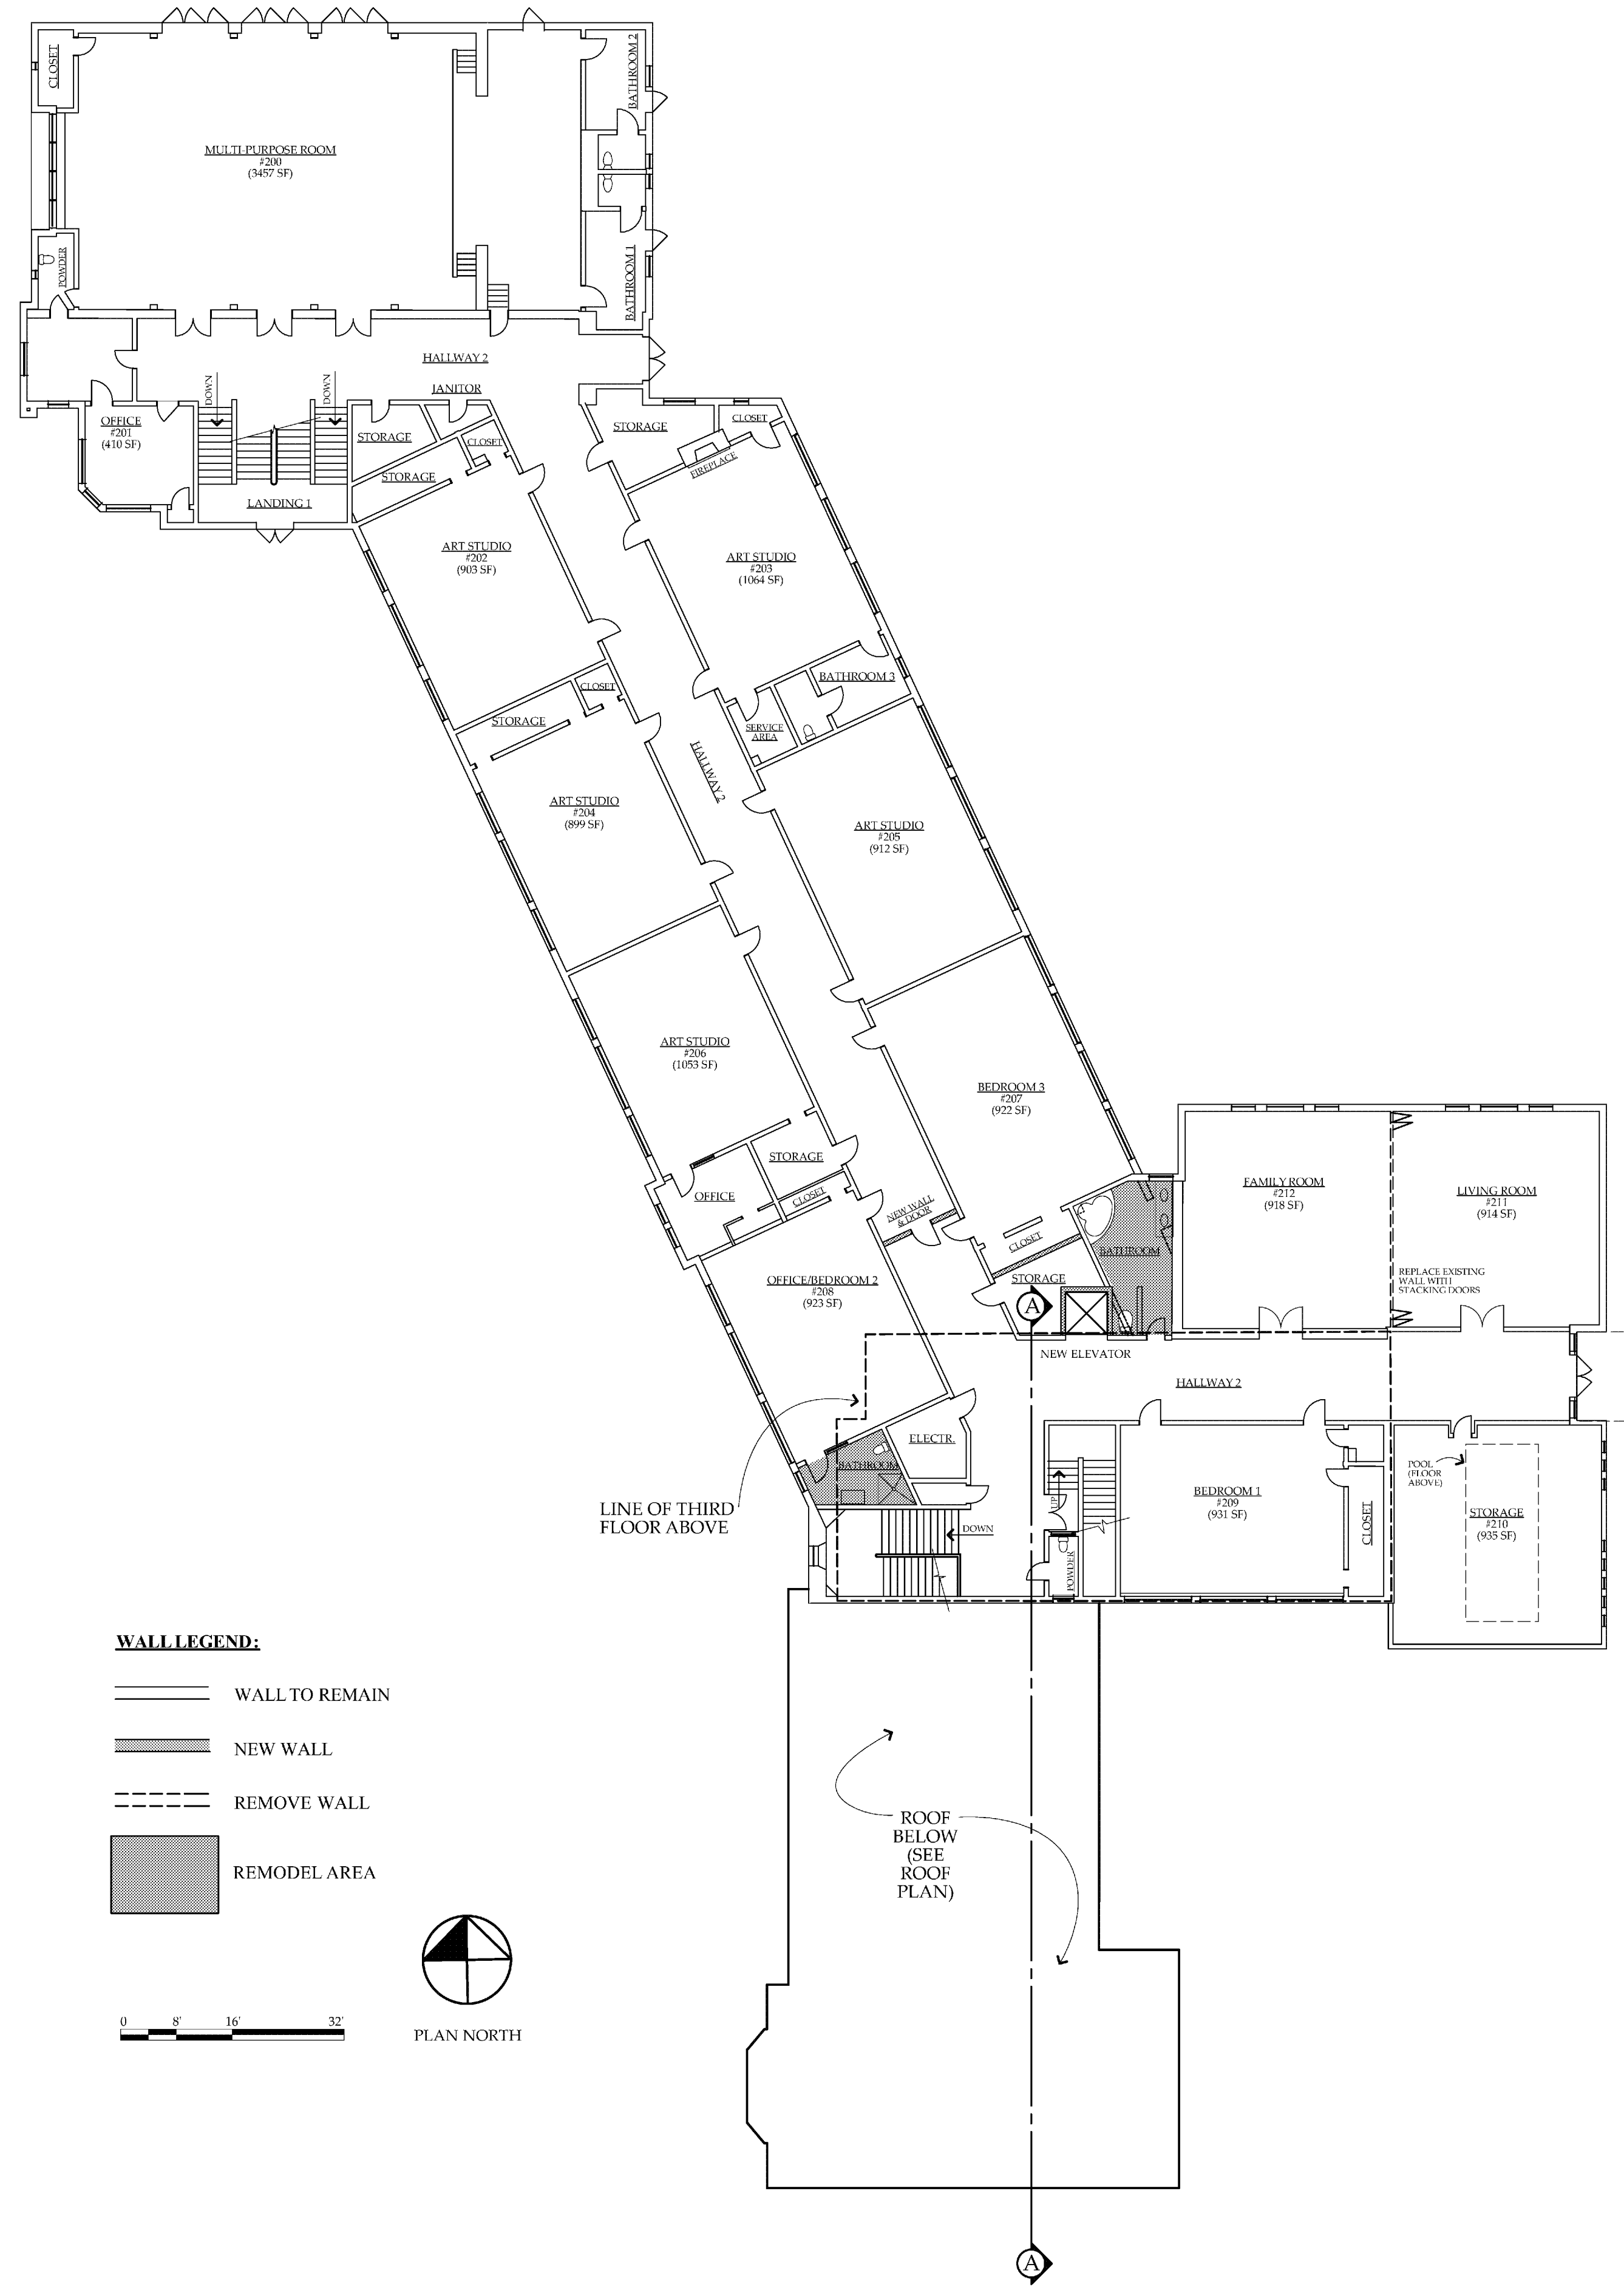 CLOSET
BATHROOM 2
MULTI-PURPOSE ROOM
#200
(3457 SF)
POWDER
BATHROOM 1
HALLWAY 2
DOWN
DOWN
JANITOR
OFFICE
#201
(410 SF)
STORAGE
CLOSET
STORAGE
CLOSET
FIREPLACE
STORAGE
LANDING 1
ART STUDIO
#202
(903 SF)
ART STUDIO
#203
(1064 SF)
BATHROOM 3
CLOSET
STORAGE
SERVICE
AREA
HALLWAY 2
ART STUDIO
#204
(899 SF)
ART STUDIO
#205
(912 SF)
ART STUDIO
#206
(1053 SF)
BEDROOM 3
#207
(922 SF)
STORAGE
OFFICE
CLOSET
NEW WALL
& DOOR
CLOSET
BATHROOM
FAMILY ROOM
#212
(918 SF)
LIVING ROOM
#211
(914 SF)
REPLACE EXISTING
WALL WITH
STACKING DOORS
OFFICE/BEDROOM 2
#208
(923 SF)
STORAGE
A
NEW ELEVATOR
HALLWAY 2
ELECTR.
BATHROOM
POOL
(FLOOR
ABOVE)
BEDROOM 1
#209
(931 SF)
CLOSET
STORAGE
#210
(935 SF)
UP
DOWN
POWDER
LINE OF THIRD
FLOOR ABOVE
WALL LEGEND:
WALL TO REMAIN
NEW WALL
REMOVE WALL
REMODEL AREA
ROOF
BELOW
(SEE
ROOF
PLAN)
0 8' 16' 32'
PLAN NORTH
A